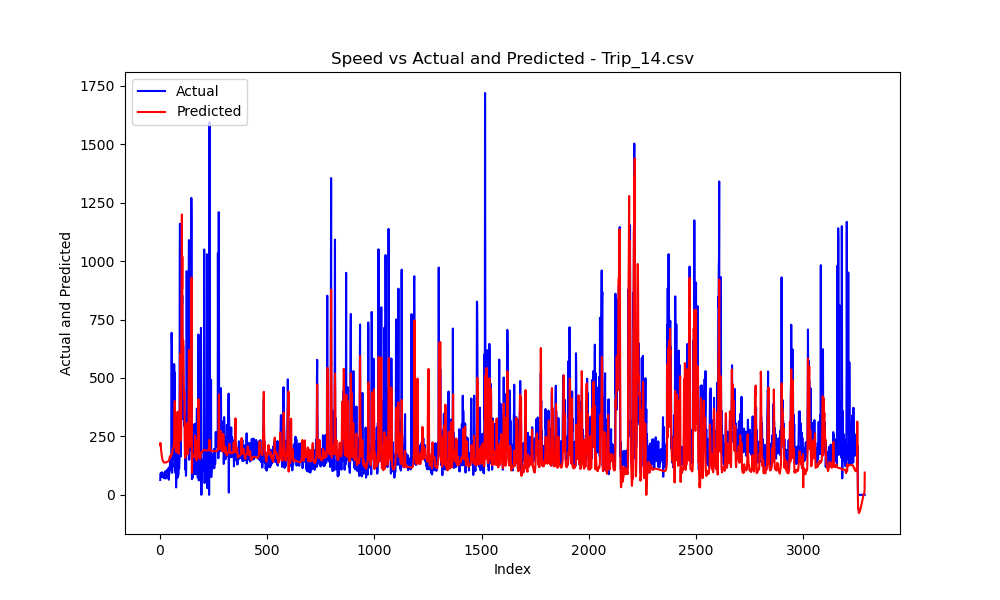 Speed vs Actual and Predicted - Trip_14.csv
Actual
Predicted
Actual and Predicted
1750
1500
1250
1000
750
500
250
0
0 500 1000 1500 2000 2500 3000
Index